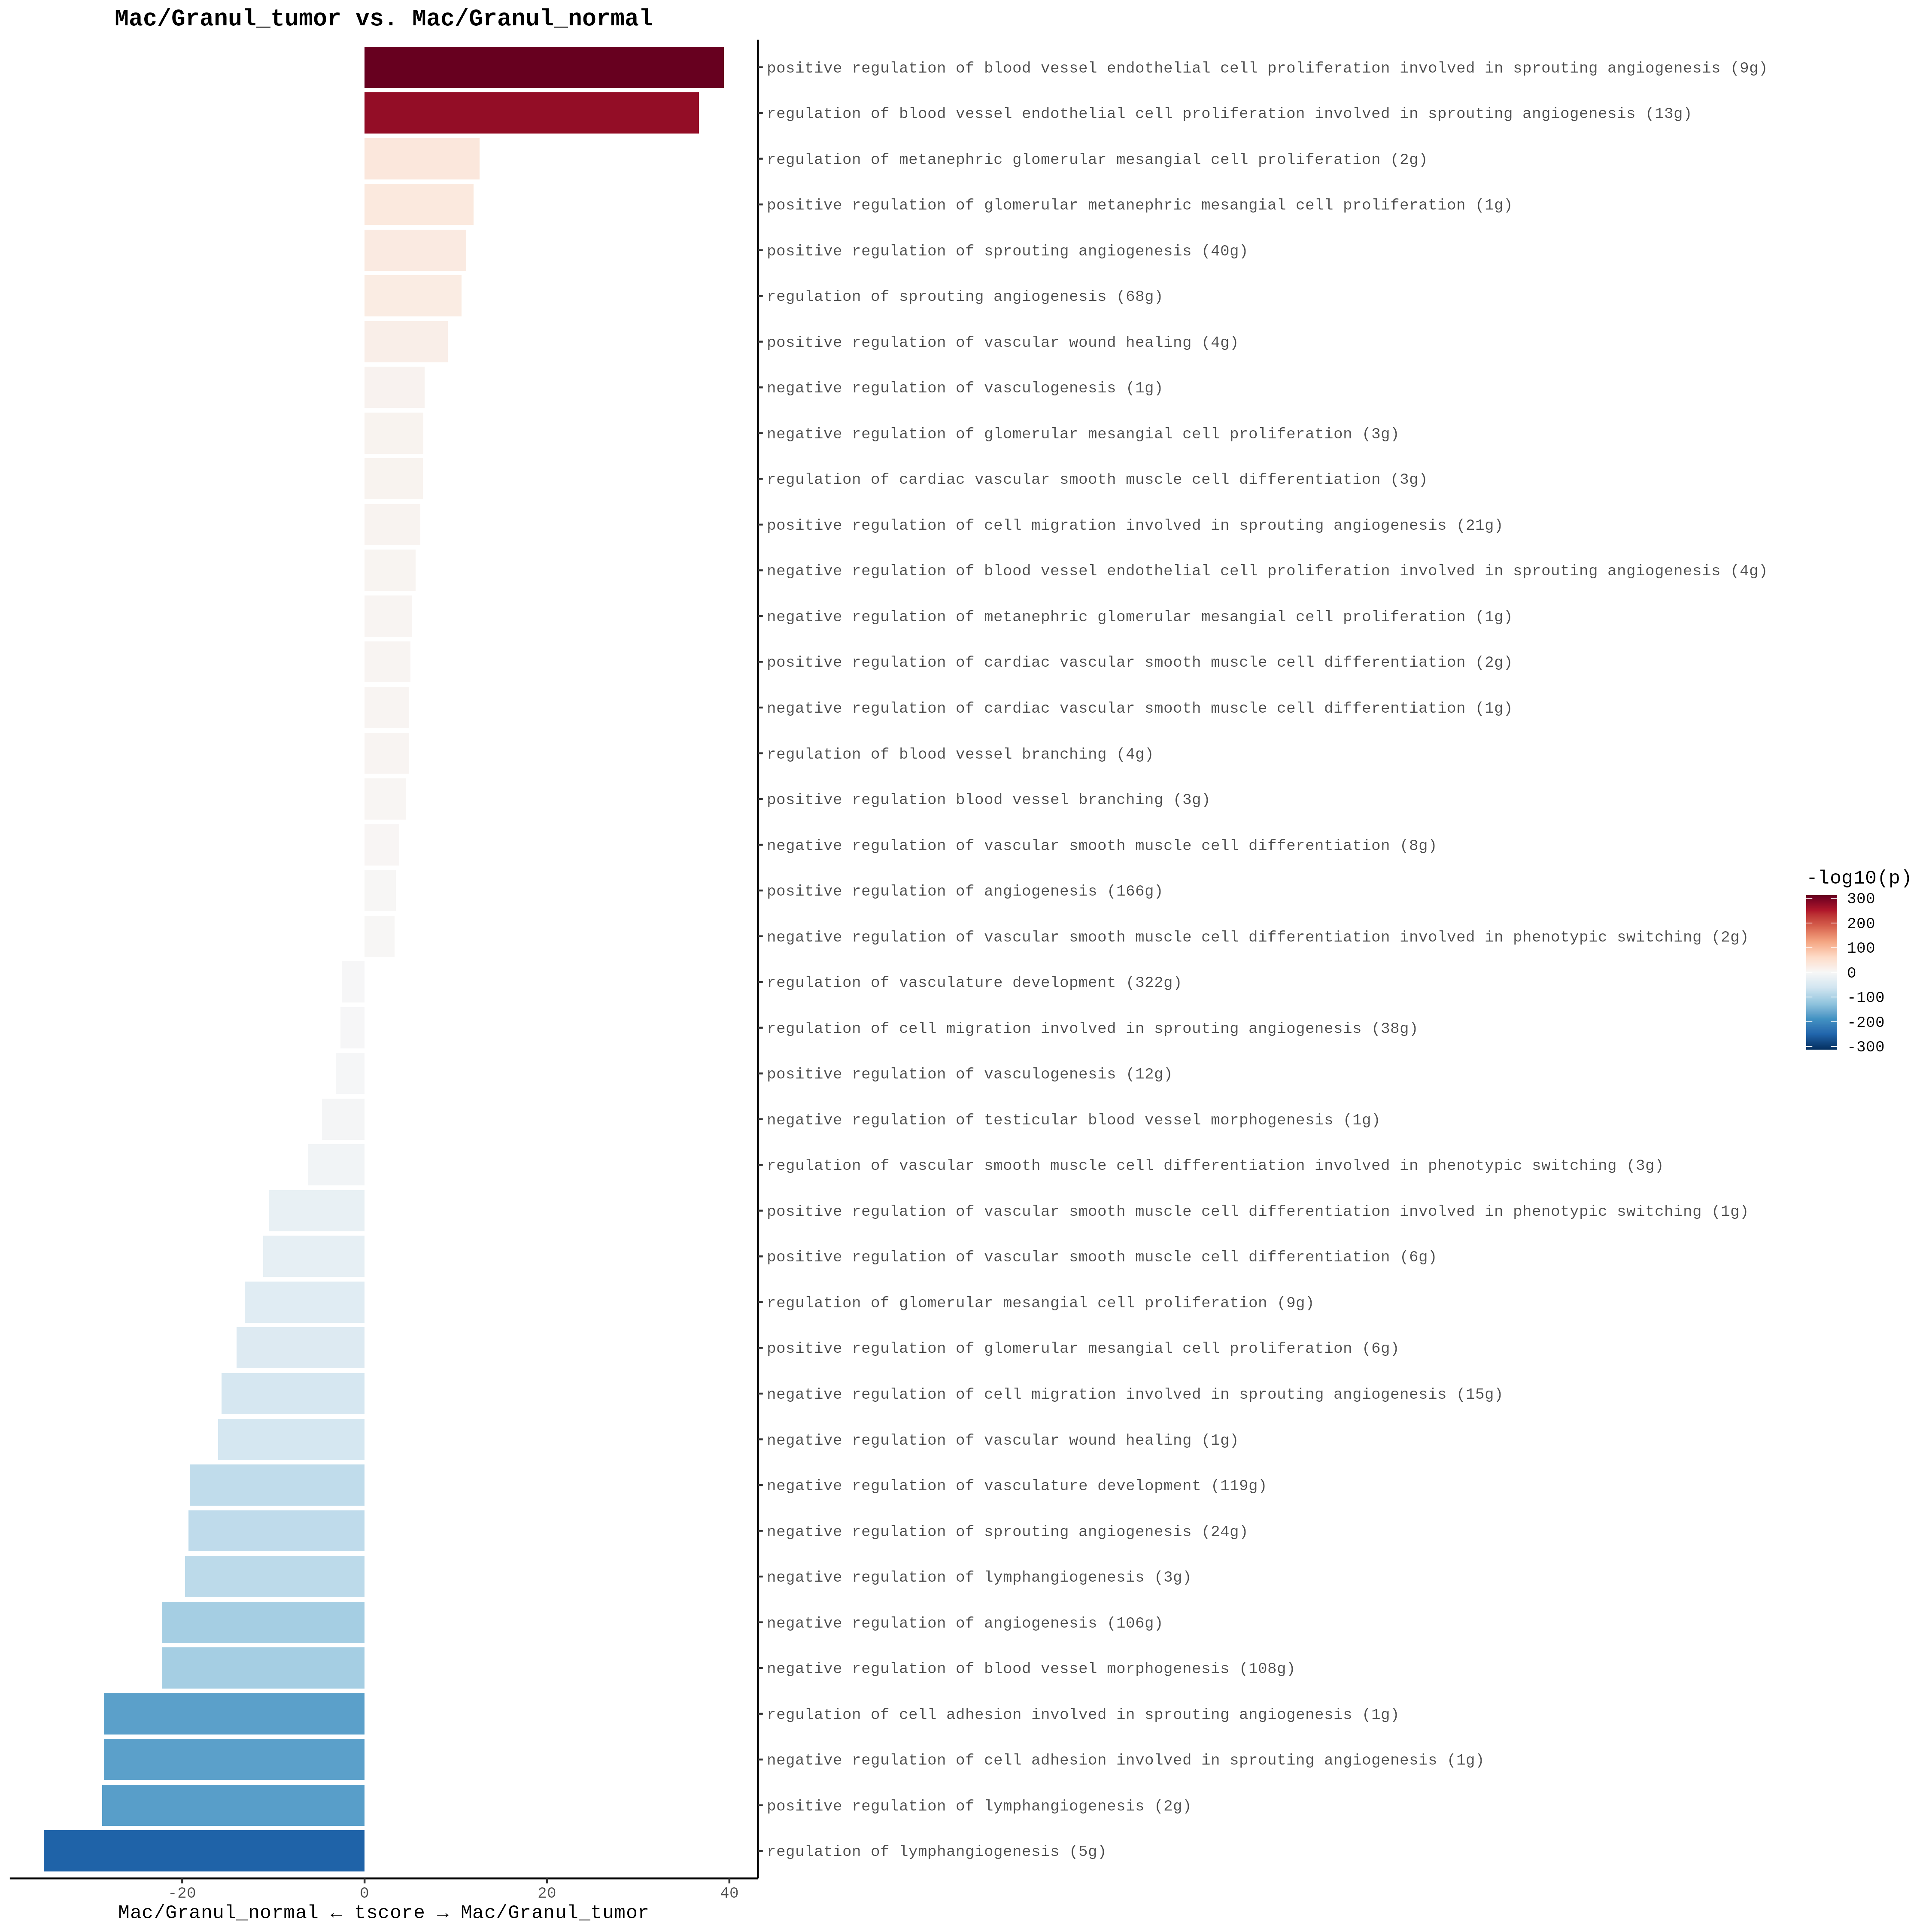 Mac/Granul_tumor vs. Mac/Granul_normal
positive regulation of blood vessel endothelial cell proliferation involved in sprouting angiogenesis (9g)
regulation of blood vessel endothelial cell proliferation involved in sprouting angiogenesis (13g)
regulation of metanephric glomerular mesangial cell proliferation (2g)
positive regulation of glomerular metanephric mesangial cell proliferation (1g)
positive regulation of sprouting angiogenesis (40g)
regulation of sprouting angiogenesis (68g)
positive regulation of vascular wound healing (4g)
negative regulation of vasculogenesis (1g)
negative regulation of glomerular mesangial cell proliferation (3g)
regulation of cardiac vascular smooth muscle cell differentiation (3g)
positive regulation of cell migration involved in sprouting angiogenesis (21g)
negative regulation of blood vessel endothelial cell proliferation involved in sprouting angiogenesis (4g)
negative regulation of metanephric glomerular mesangial cell proliferation (1g)
positive regulation of cardiac vascular smooth muscle cell differentiation (2g)
negative regulation of cardiac vascular smooth muscle cell differentiation (1g)
regulation of blood vessel branching (4g)
positive regulation blood vessel branching (3g)
negative regulation of vascular smooth muscle cell differentiation (8g)
positive regulation of angiogenesis (166g)
negative regulation of vascular smooth muscle cell differentiation involved in phenotypic switching (2g)
regulation of vasculature development (322g)
regulation of cell migration involved in sprouting angiogenesis (38g)
positive regulation of vasculogenesis (12g)
negative regulation of testicular blood vessel morphogenesis (1g)
regulation of vascular smooth muscle cell differentiation involved in phenotypic switching (3g)
positive regulation of vascular smooth muscle cell differentiation involved in phenotypic switching (1g)
positive regulation of vascular smooth muscle cell differentiation (6g)
regulation of glomerular mesangial cell proliferation (9g)
positive regulation of glomerular mesangial cell proliferation (6g)
negative regulation of cell migration involved in sprouting angiogenesis (15g)
negative regulation of vascular wound healing (1g)
negative regulation of vasculature development (119g)
negative regulation of sprouting angiogenesis (24g)
negative regulation of lymphangiogenesis (3g)
negative regulation of angiogenesis (106g)
negative regulation of blood vessel morphogenesis (108g)
regulation of cell adhesion involved in sprouting angiogenesis (1g)
negative regulation of cell adhesion involved in sprouting angiogenesis (1g)
positive regulation of lymphangiogenesis (2g)
regulation of lymphangiogenesis (5g)
-20 0 20 40
Mac/Granul_normal ← tscore → Mac/Granul_tumor
-log10(p)
300
200
100
0
-100
-200
-300